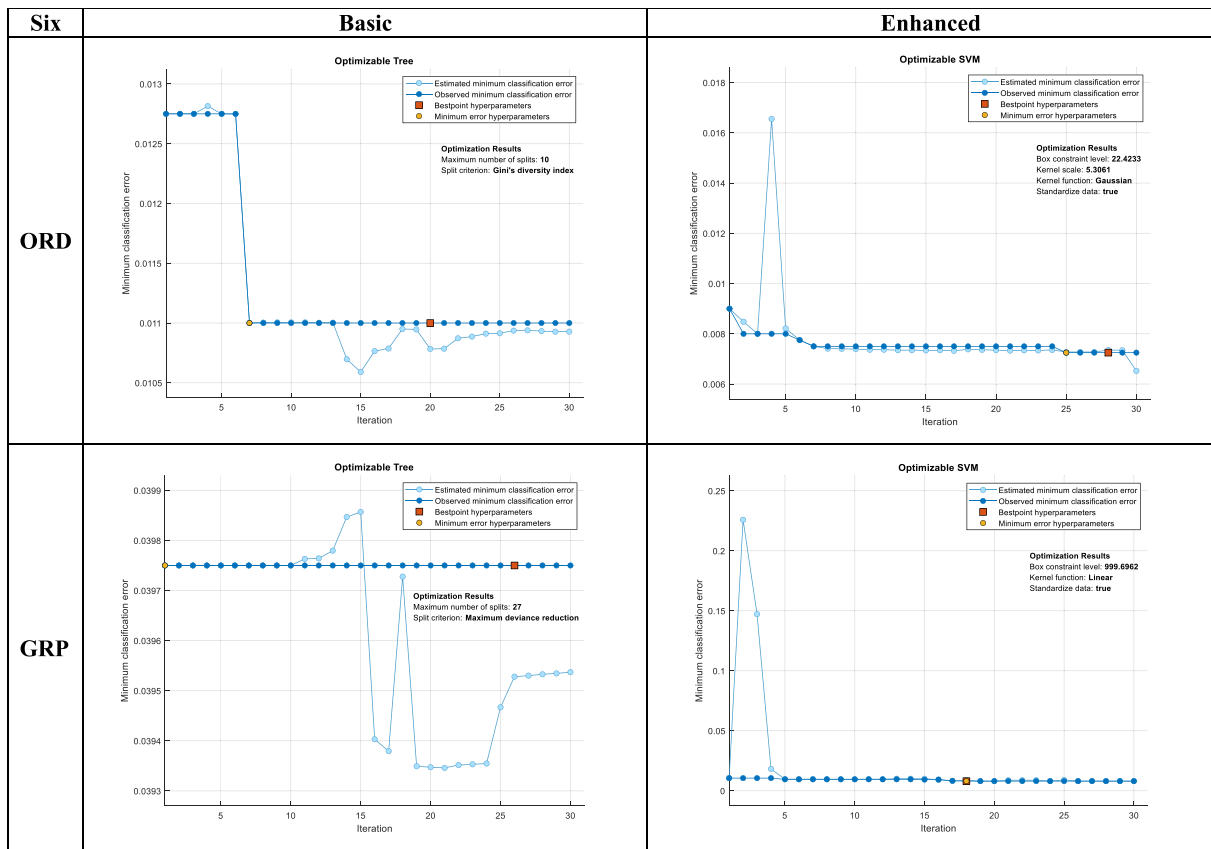 Six
Basic
Enhanced
ORD
Optimizable Tree
0.013
0.0125
0.012
0.0115
0.011
0.0105
Minimum classification error
5
10
15
20
25
30
Iteration
Estimated minimum classification error
Observed minimum classification error
Bestpoint hyperparameters
Minimum error hyperparameters
Optimization Results
Maximum number of splits: 10
Split criterion: Gini's diversity index
Optimizable SVM
0.018
0.016
0.014
0.012
0.01
0.008
0.006
Minimum classification error
5
10
15
20
25
30
Iteration
Estimated minimum classification error
Observed minimum classification error
Bestpoint hyperparameters
Minimum error hyperparameters
Optimization Results
Box constraint level: 22.4233
Kernel scale: 5.3061
Kernel function: Gaussian
Standardize data: true
GRP
Optimizable Tree
0.0399
0.0398
0.0397
0.0396
0.0395
0.0394
0.0393
Minimum classification error
5
10
15
20
25
30
Iteration
Estimated minimum classification error
Observed minimum classification error
Bestpoint hyperparameters
Minimum error hyperparameters
Optimization Results
Maximum number of splits: 27
Split criterion: Maximum deviance reduction
Optimizable SVM
0.25
0.2
0.15
0.1
0.05
0
Minimum classification error
5
10
15
20
25
30
Iteration
Estimated minimum classification error
Observed minimum classification error
Bestpoint hyperparameters
Minimum error hyperparameters
Optimization Results
Box constraint level: 999.6962
Kernel function: Linear
Standardize data: true